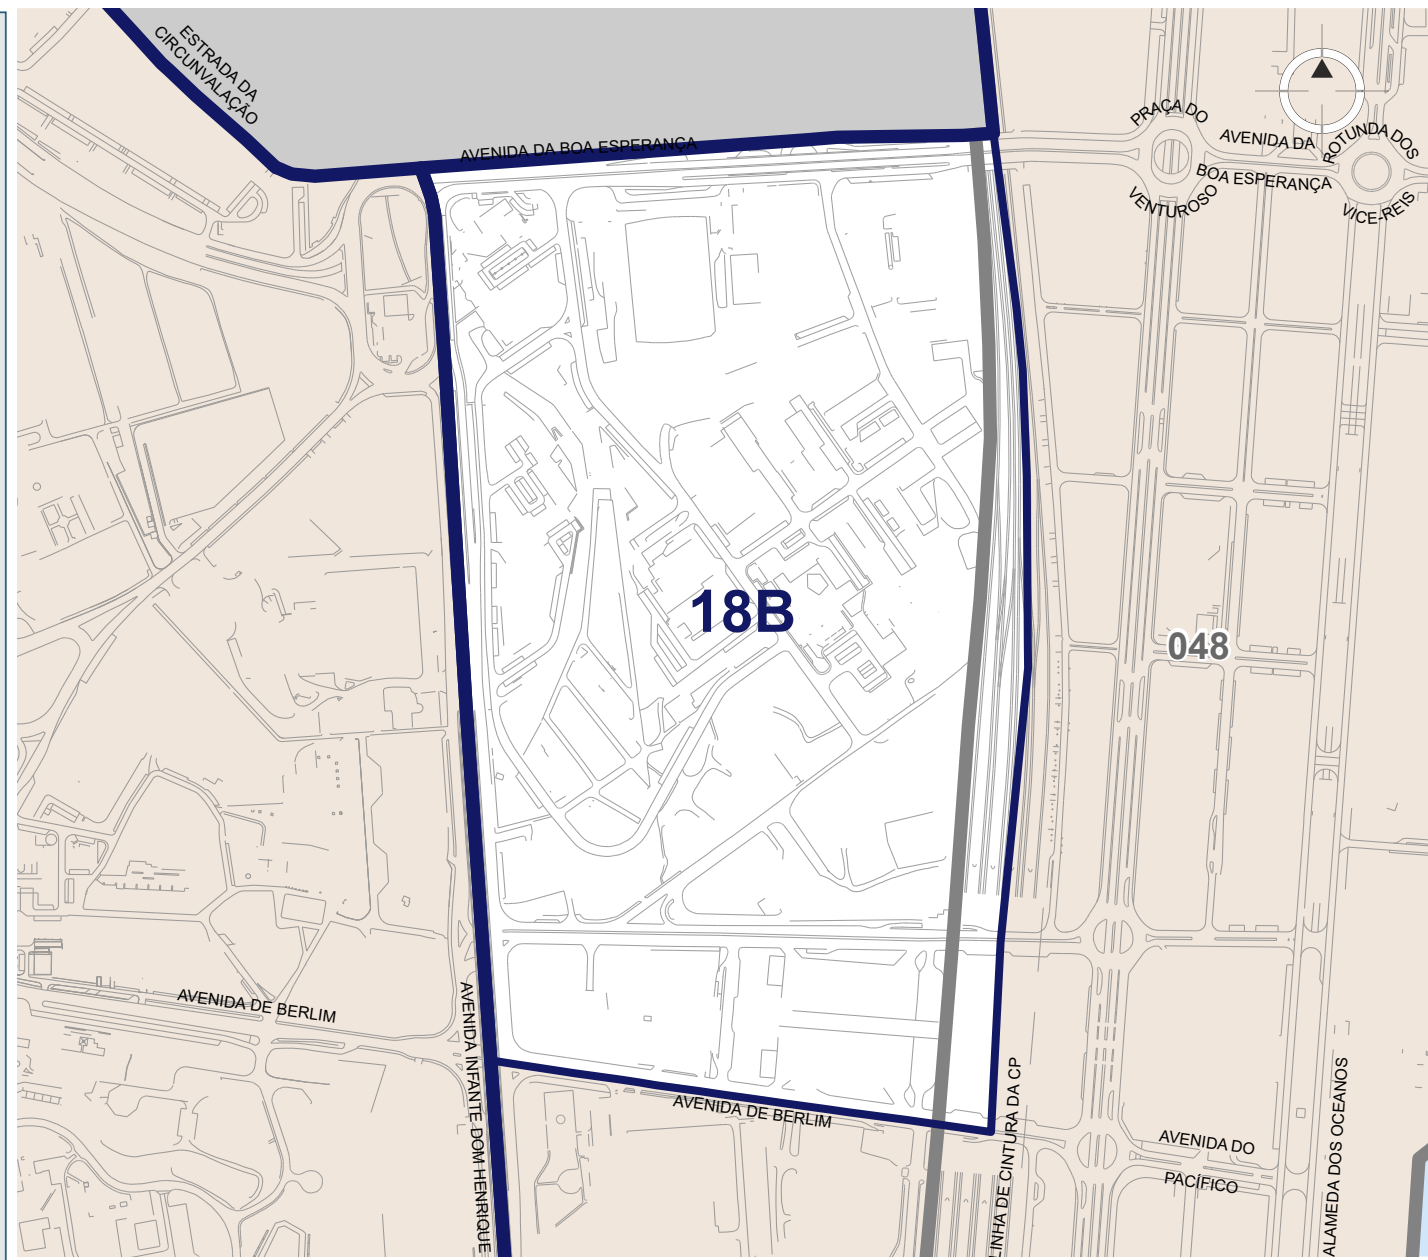 ESTRADA DA
CIRCUNVALAÇÃO
AVENIDA DA BOA ESPERANÇA
PRAÇA DO
VENTUROSO
AVENIDA DA
BOA ESPERANÇA
ROTUNDA DOS
VICE-REIS
18B
048
AVENIDA DE BERLIM
AVENIDA INFANTE DOM HENRIQUE
AVENIDA DE BERLIM
LINHA DE CINTURA DA CP
AVENIDA DO
PACÍFICO
ALAMEDA DOS OCEANOS